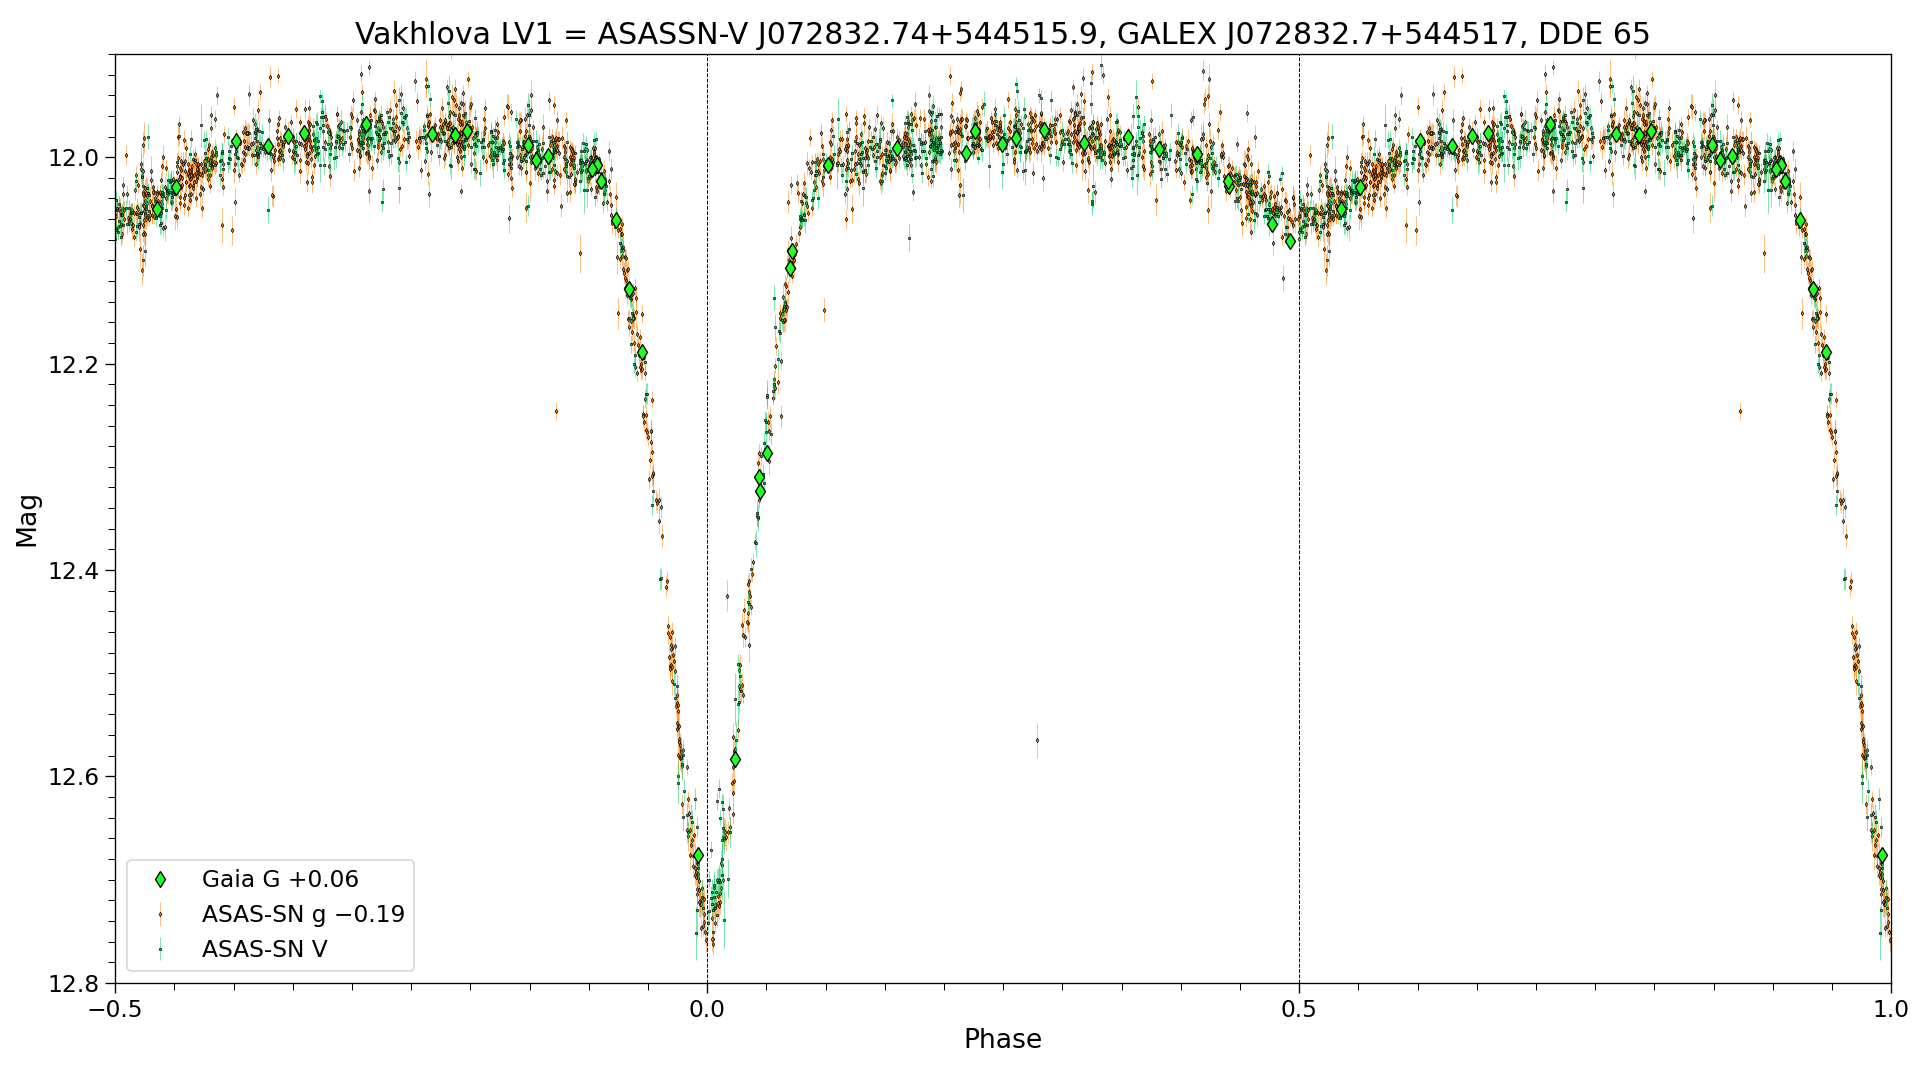 Vakhlova LV1 = ASASSN-V J072832.74+544515.9, GALEX J072832.7+544517, DDE 65
12.0
12.2
12.4
12.6
12.8
Mag
Gaia G +0.06
ASAS-SN g −0.19
ASAS-SN V
−0.5
0.0
0.5
1.0
Phase